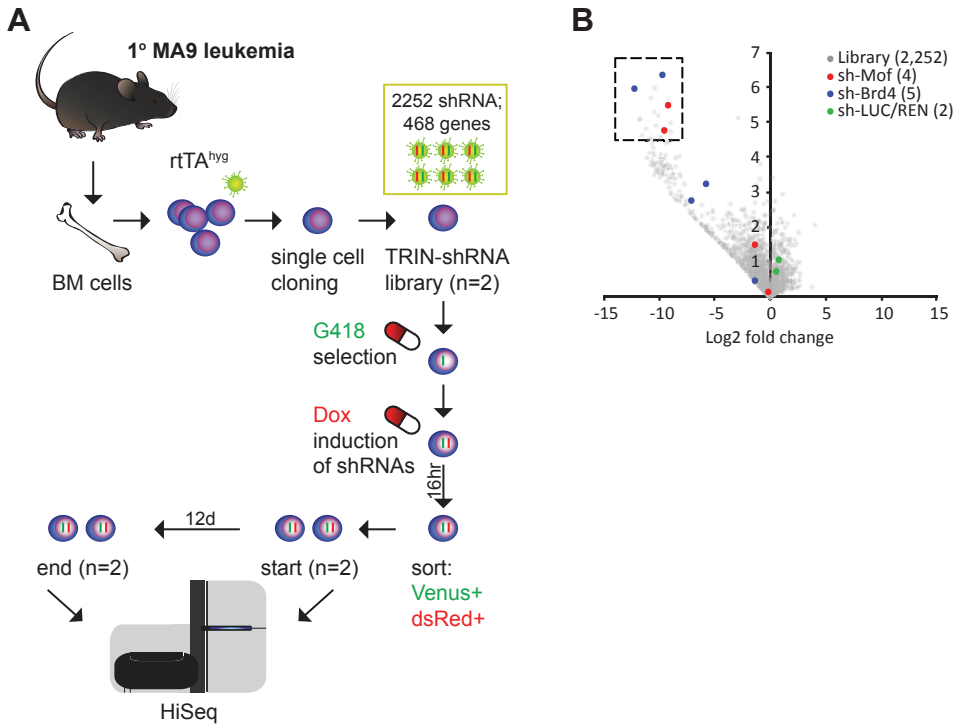 A
1° MA9 leukemia
2252 shRNA;
468 genes
rtTAhyg
BM cells
single cell
cloning
TRIN-shRNA
library (n=2)
G418
selection
Dox
induction
of shRNAs
16hr
12d
end (n=2)
start (n=2)
sort:
Venus+
dsRed+
HiSeq
B
7
6
5
4
3
2
1
0
Library (2,252)
sh-Mof (4)
sh-Brd4 (5)
sh-LUC/REN (2)
-15 -10 -5 0 5 10 15
Log2 fold change